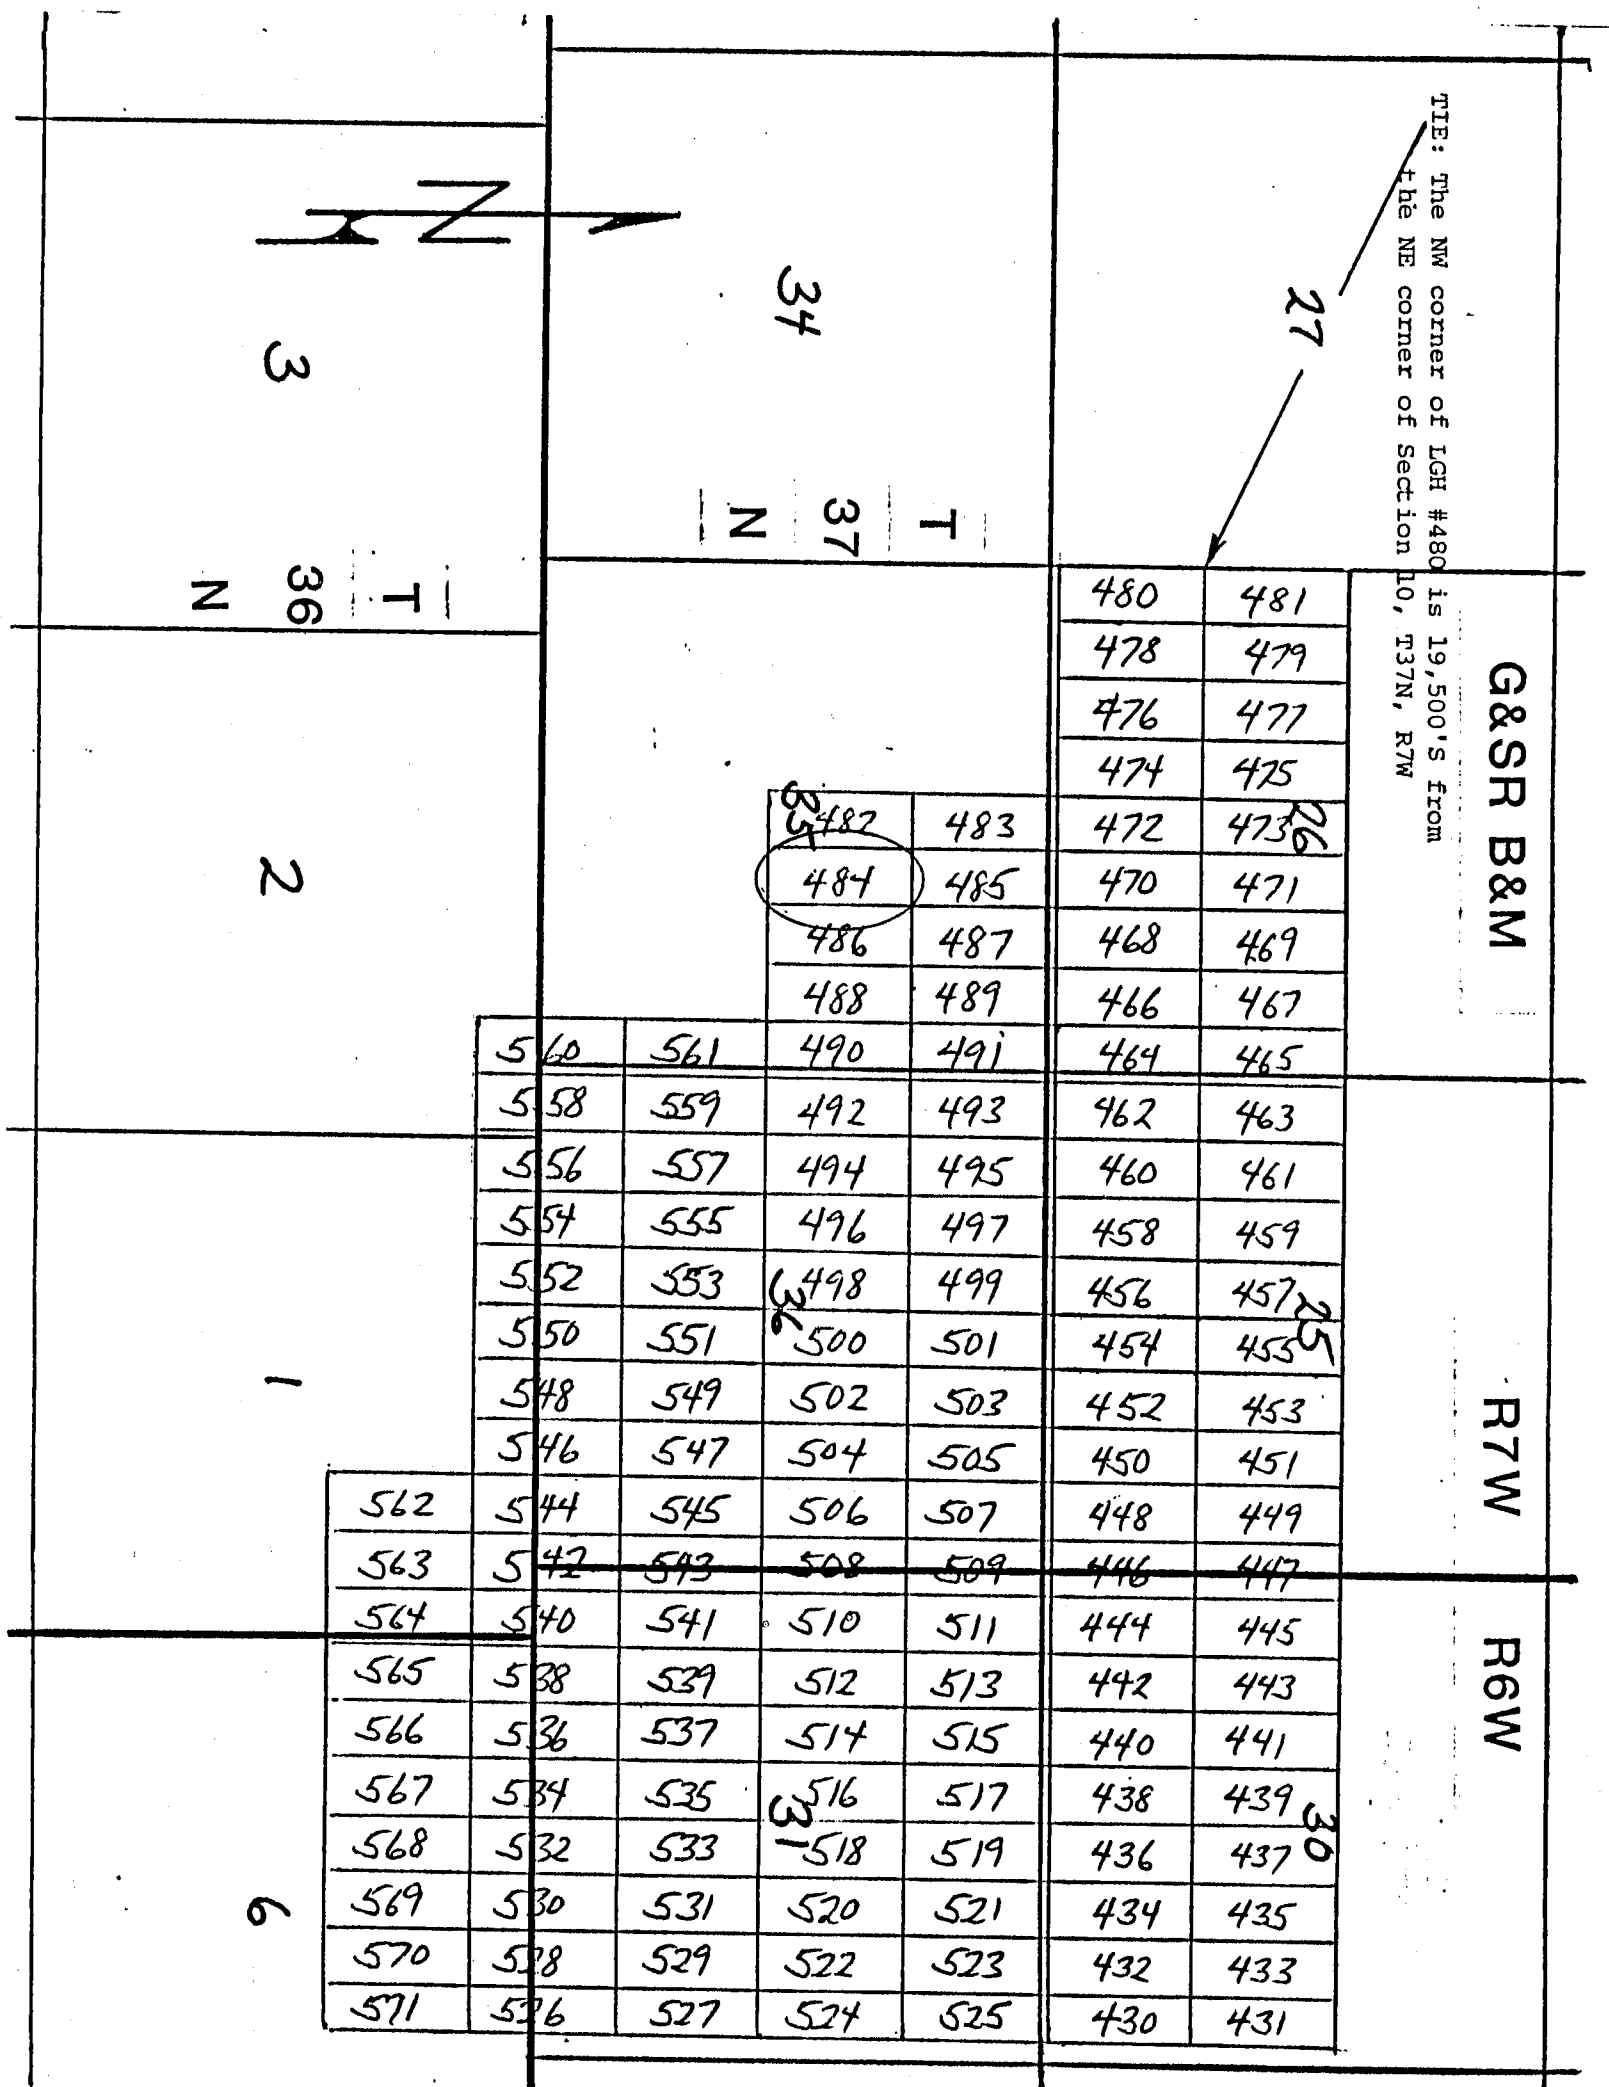 TIE: The NW corner of LGH #480 is 19,500'S from
the NE corner of Section 10, T37N, R7W
G&SR B&M
R7W
R6W
27
34
3
N
T
37
N
T
36
N
2
1
6
26
35
25
36
30
31
480 481
478 479
476 477
474 475
482 483 472 473
484 485 470 471
486 487 468 469
488 489 466 467
560 561 490 491 464 465
558 559 492 493 462 463
556 557 494 495 460 461
554 555 496 497 458 459
552 553 498 499 456 457
550 551 500 501 454 455
548 549 502 503 452 453
546 547 504 505 450 451
562 544 545 506 507 448 449
563 542 543 508 509 446 447
564 540 541 510 511 444 445
565 538 539 512 513 442 443
566 536 537 514 515 440 441
567 534 535 516 517 438 439
568 532 533 518 519 436 437
569 530 531 520 521 434 435
570 528 529 522 523 432 433
571 526 527 524 525 430 431